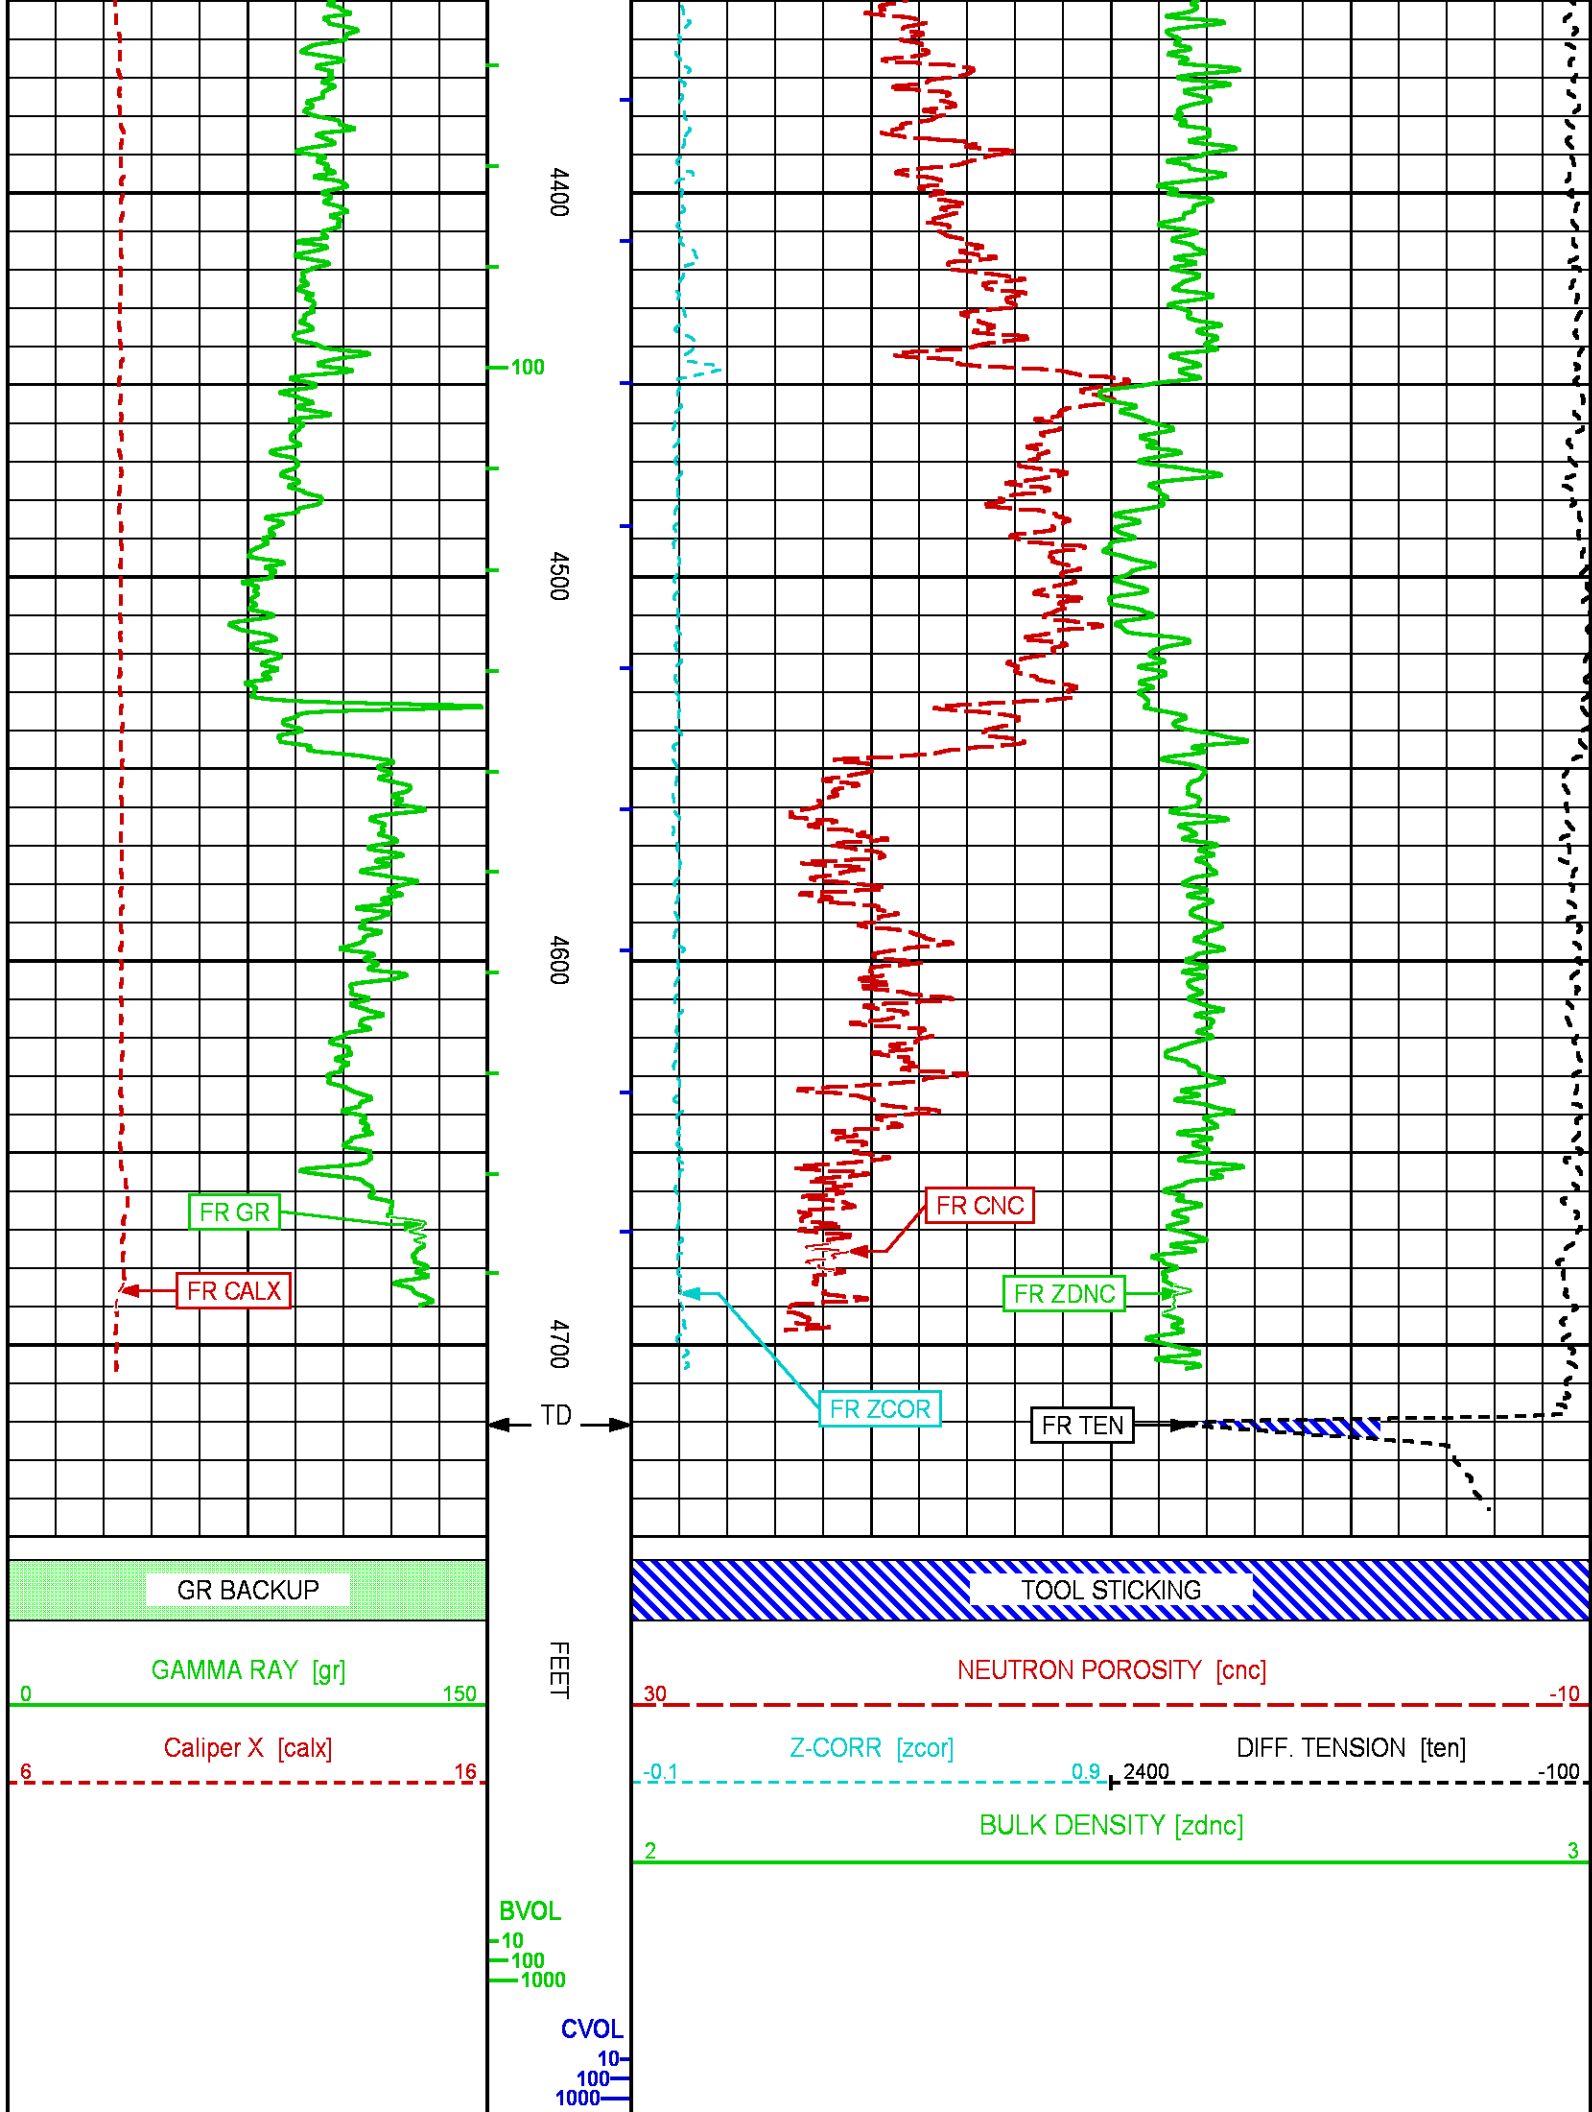 4400
100
4500
4600
FR GR
FR CNC
FR CALX
FR ZDNC
4700
TD
FR ZCOR
FR TEN
GR BACKUP
TOOL STICKING
FEET
GAMMA RAY [gr]
0 150
Caliper X [calx]
6 16
NEUTRON POROSITY [cnc]
30 -10
Z-CORR [zcor] DIFF. TENSION [ten]
-0.1 0.9 2400 -100
BULK DENSITY [zdnc]
2 3
BVOL
10
100
1000
CVOL
10
100
1000